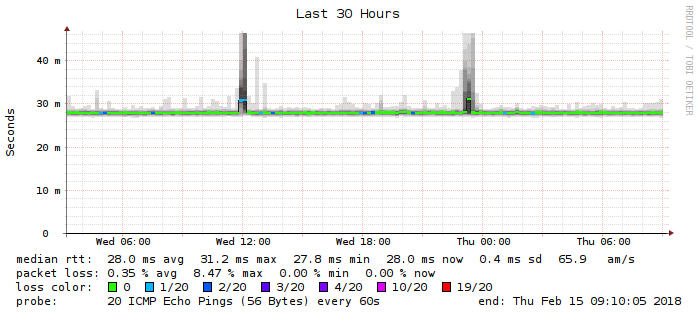 Last 30 Hours
RRDTOOL / TOBI OETIKER
Seconds
40 m
30 m
20 m
10 m
0
Wed 06:00 Wed 12:00 Wed 18:00 Thu 00:00 Thu 06:00
median rtt: 28.0 ms avg 31.2 ms max 27.8 ms min 28.0 ms now 0.4 ms sd 65.9 am/s
packet loss: 0.35 % avg 8.47 % max 0.00 % min 0.00 % now
loss color: 0 1/20 2/20 3/20 4/20 10/20 19/20
probe: 20 ICMP Echo Pings (56 Bytes) every 60s end: Thu Feb 15 09:10:05 2018